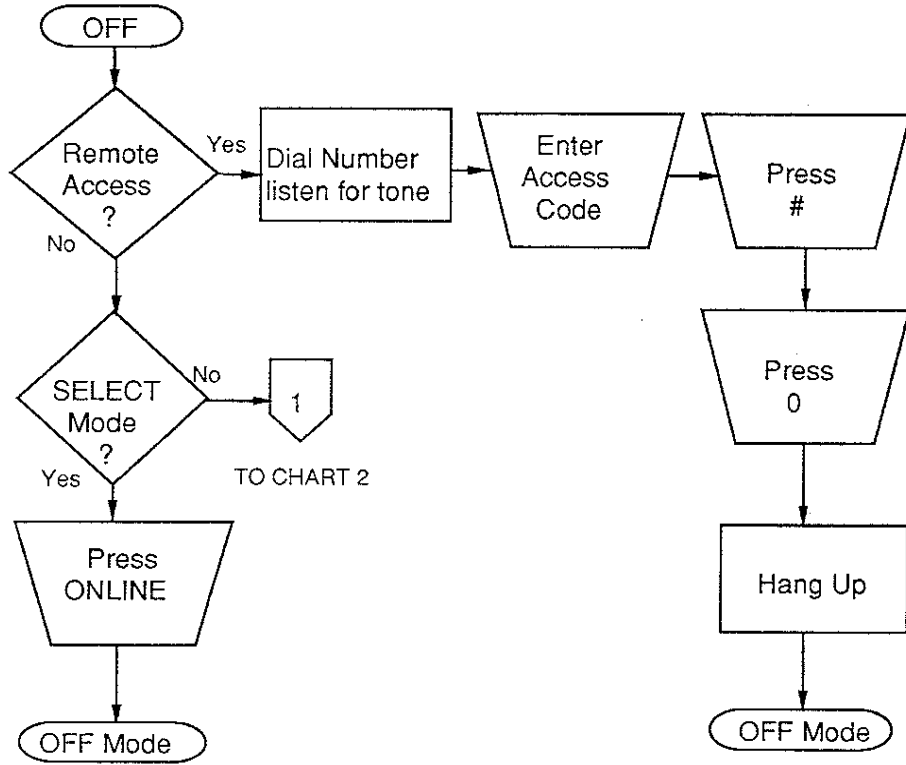 OFF
Remote
Access
?
Yes
No
Dial Number
listen for tone
Enter
Access
Code
Press
#
Press
0
Hang Up
OFF Mode
SELECT
Mode
?
No
Yes
1
TO CHART 2
Press
ONLINE
OFF Mode